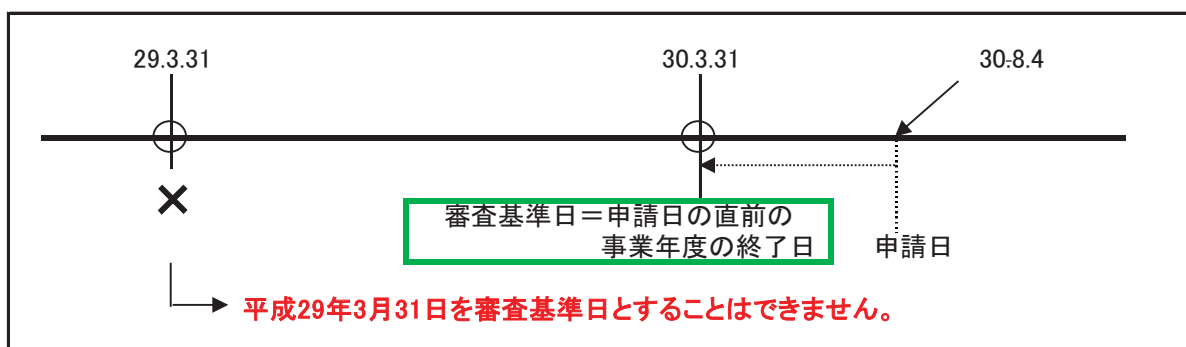 29.3.31
30.3.31
30.8.4
×
審査基準日＝申請日の直前の
事業年度の終了日
申請日
平成29年3月31日を審査基準日とすることはできません。